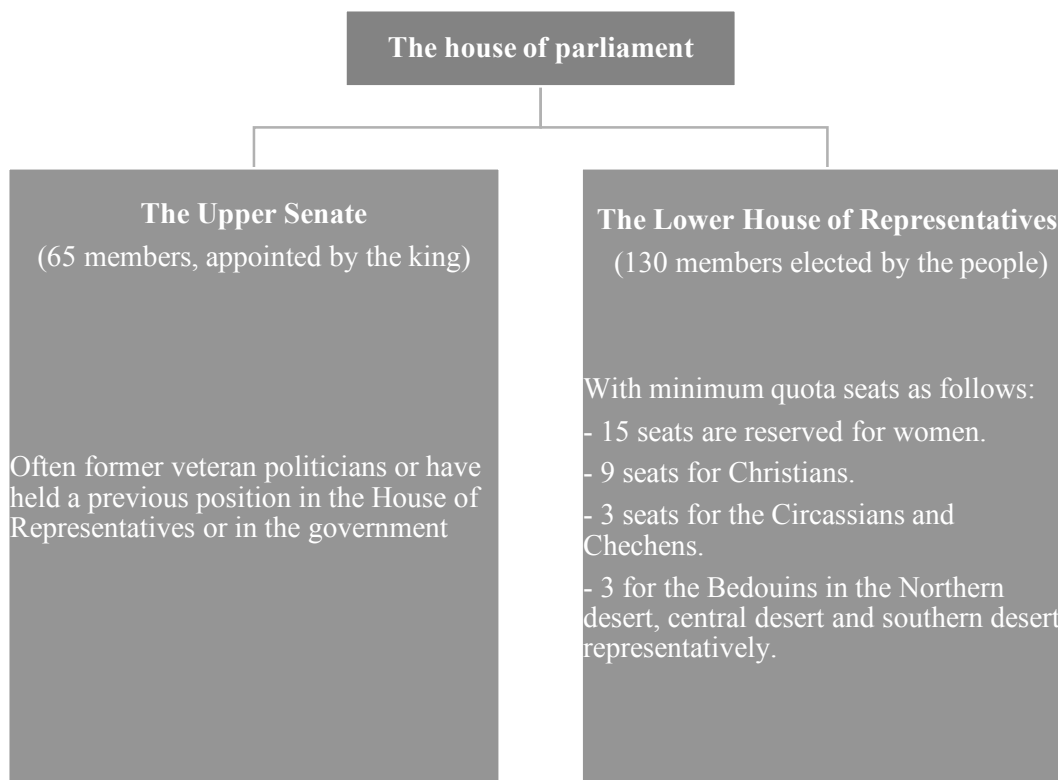 The house of parliament
The Upper Senate
(65 members, appointed by the king)
Often former veteran politicians or have
held a previous position in the House of
Representatives or in the government
The Lower House of Representatives
(130 members elected by the people)
With minimum quota seats as follows:
- 15 seats are reserved for women.
- 9 seats for Christians.
- 3 seats for the Circassians and
Chechens.
- 3 for the Bedouins in the Northern
desert, central desert and southern desert
representatively.